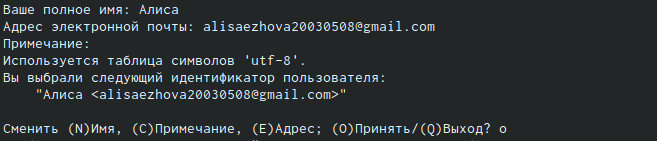 Ваше полное имя: Алиса
Адрес электронной почты: alisaezhova20030508@gmail.com
Примечание:
Используется таблица символов 'utf-8'.
Вы выбрали следующий идентификатор пользователя:
"Алиса <alisaezhova20030508@gmail.com>"
Сменить (N)Имя, (C)Примечание, (E)Адрес; (O)Принять/(Q)Выход? o